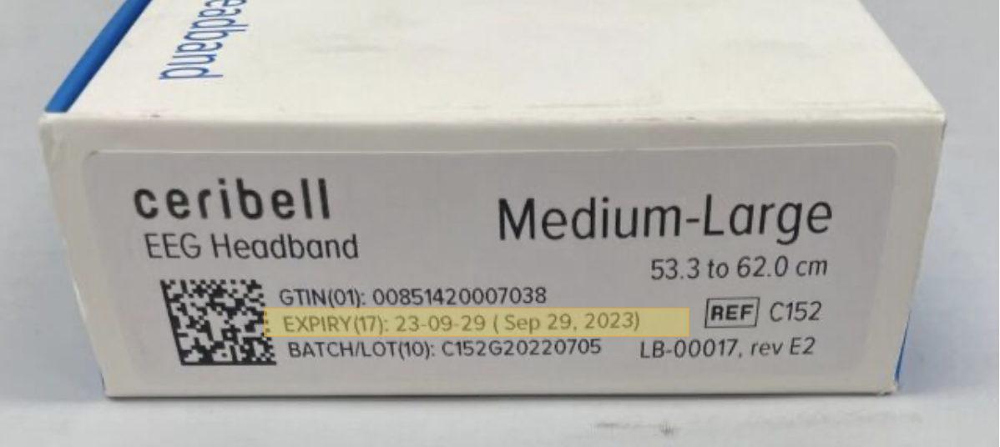 eadband
ceribell
EEG Headband
Medium-Large
53.3 to 62.0 cm
GTIN(01): 00851420007038
EXPIRY(17): 23-09-29 ( Sep 29, 2023)
REF C152
BATCH/LOT(10): C152G20220705
LB-00017, rev E2